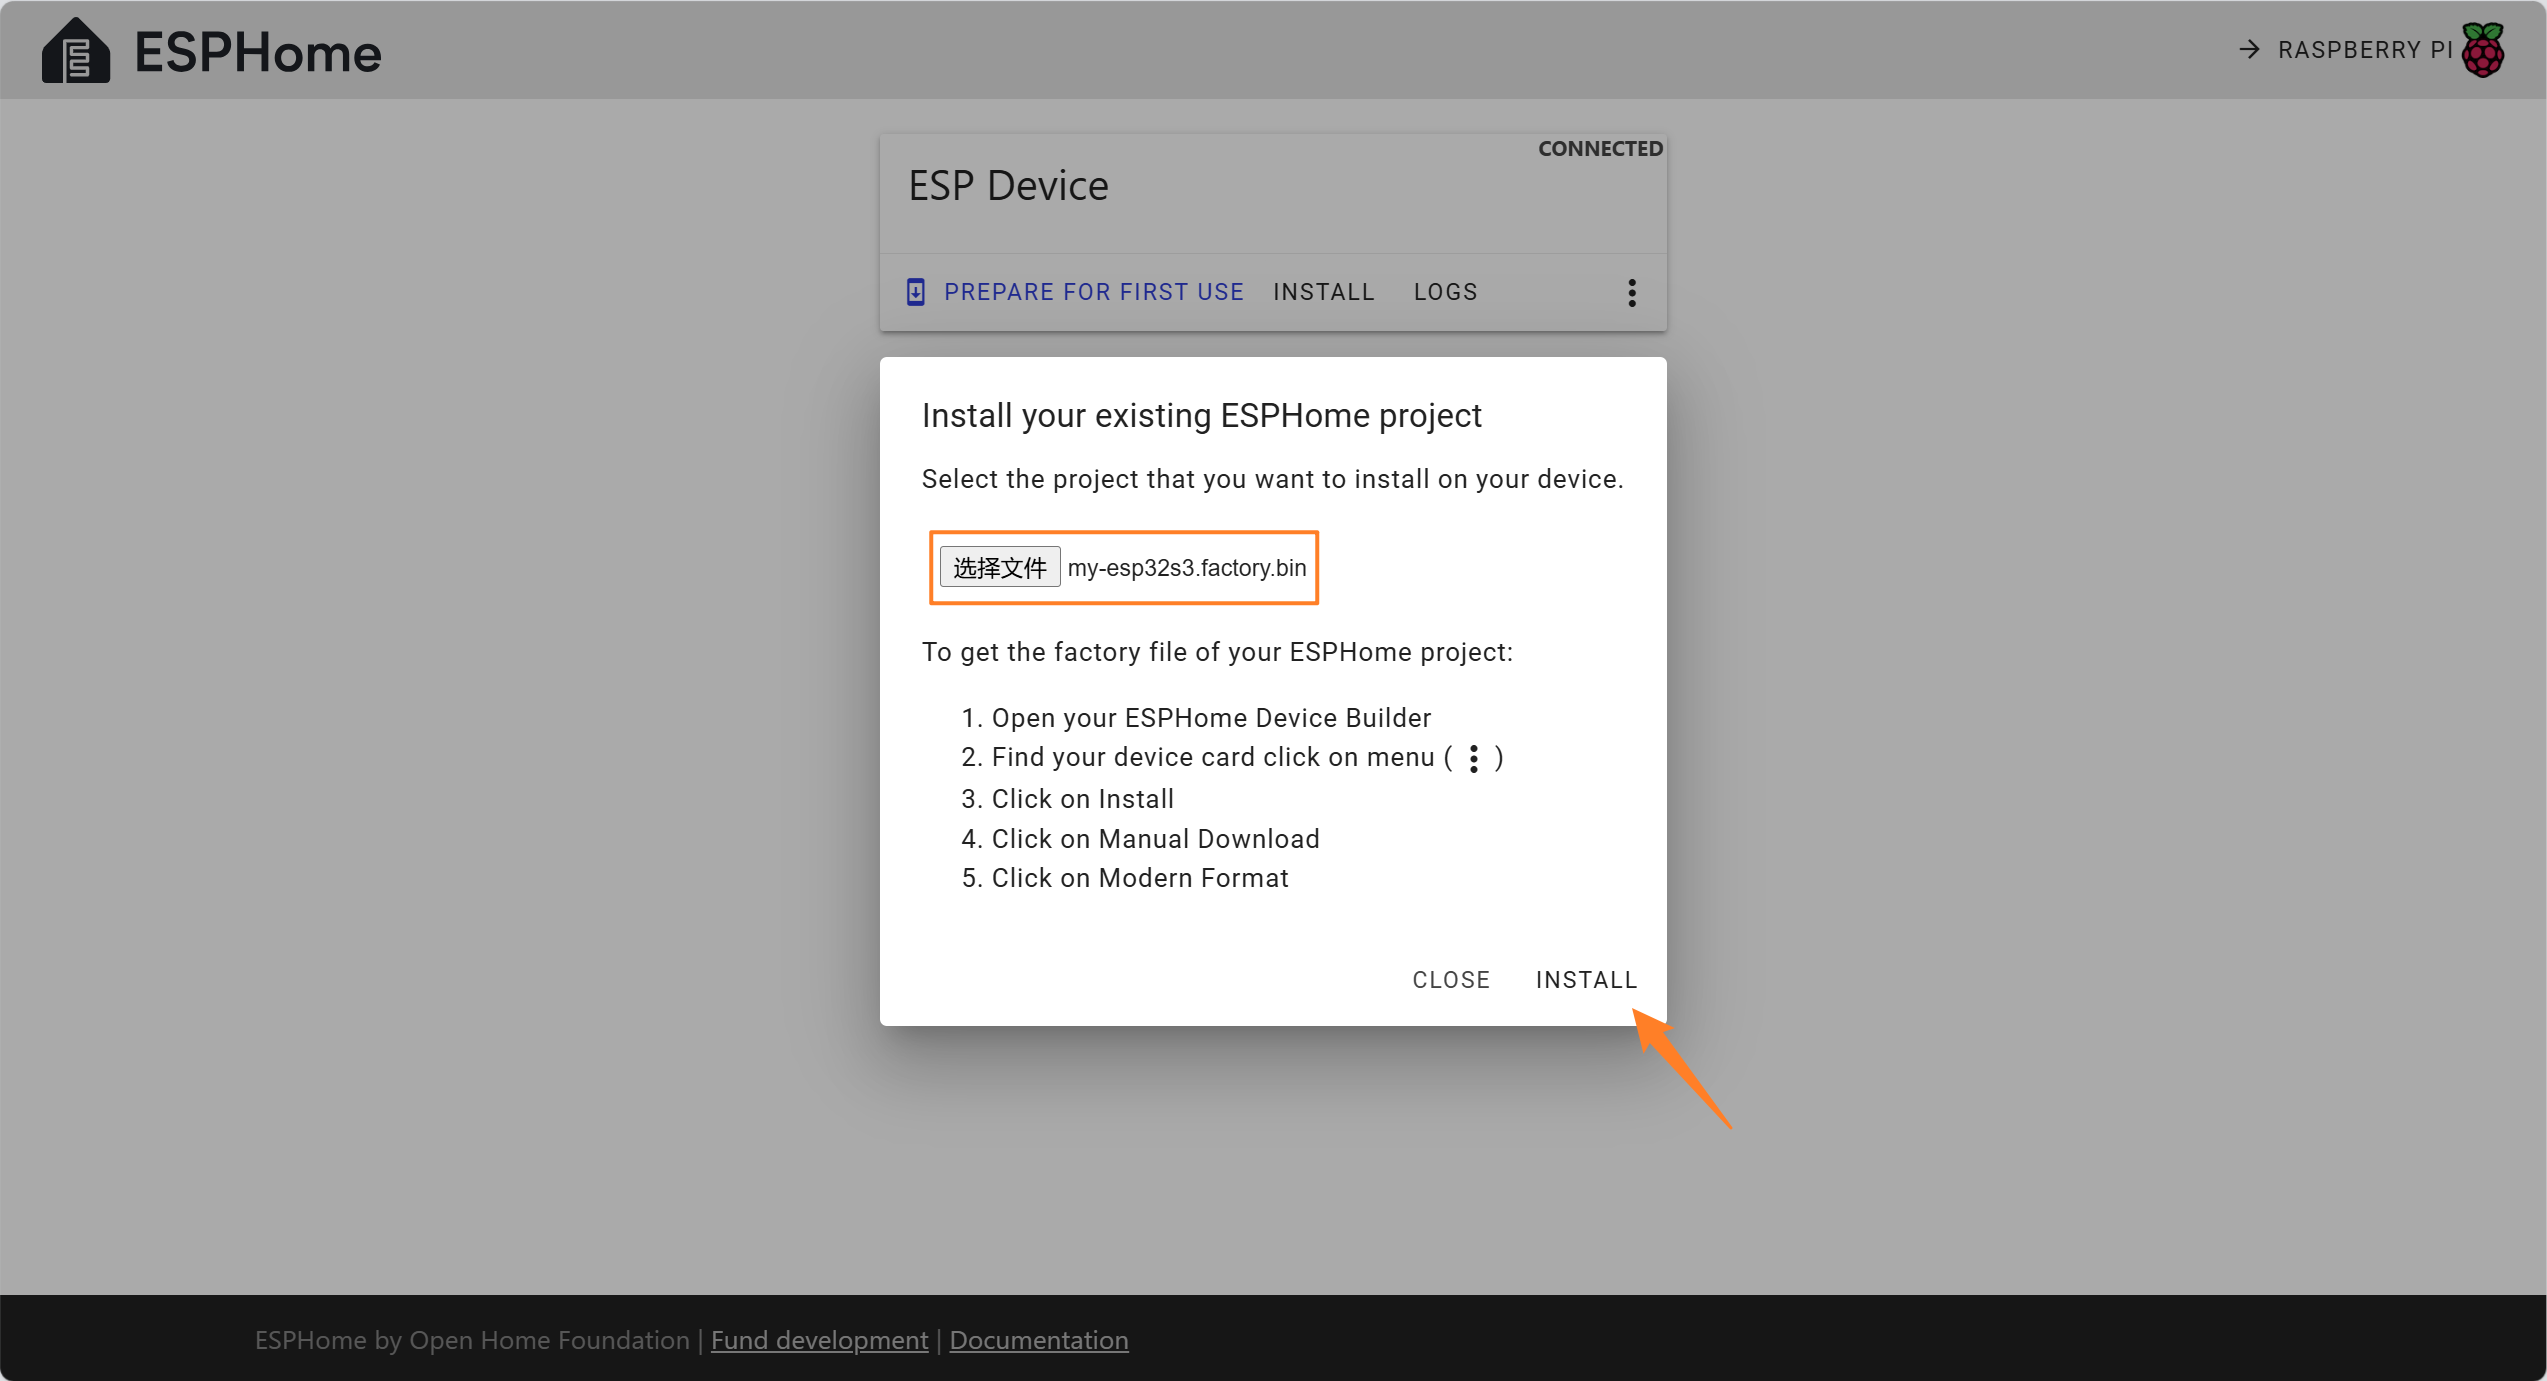 ESPHome
RASPBERRY PI
CONNECTED
ESP Device
PREPARE FOR FIRST USE INSTALL LOGS
Install your existing ESPHome project
Select the project that you want to install on your device.
选择文件 my-esp32s3.factory.bin
To get the factory file of your ESPHome project:
1. Open your ESPHome Device Builder
2. Find your device card click on menu ( ⋮ )
3. Click on Install
4. Click on Manual Download
5. Click on Modern Format
CLOSE INSTALL
ESPHome by Open Home Foundation | Fund development | Documentation